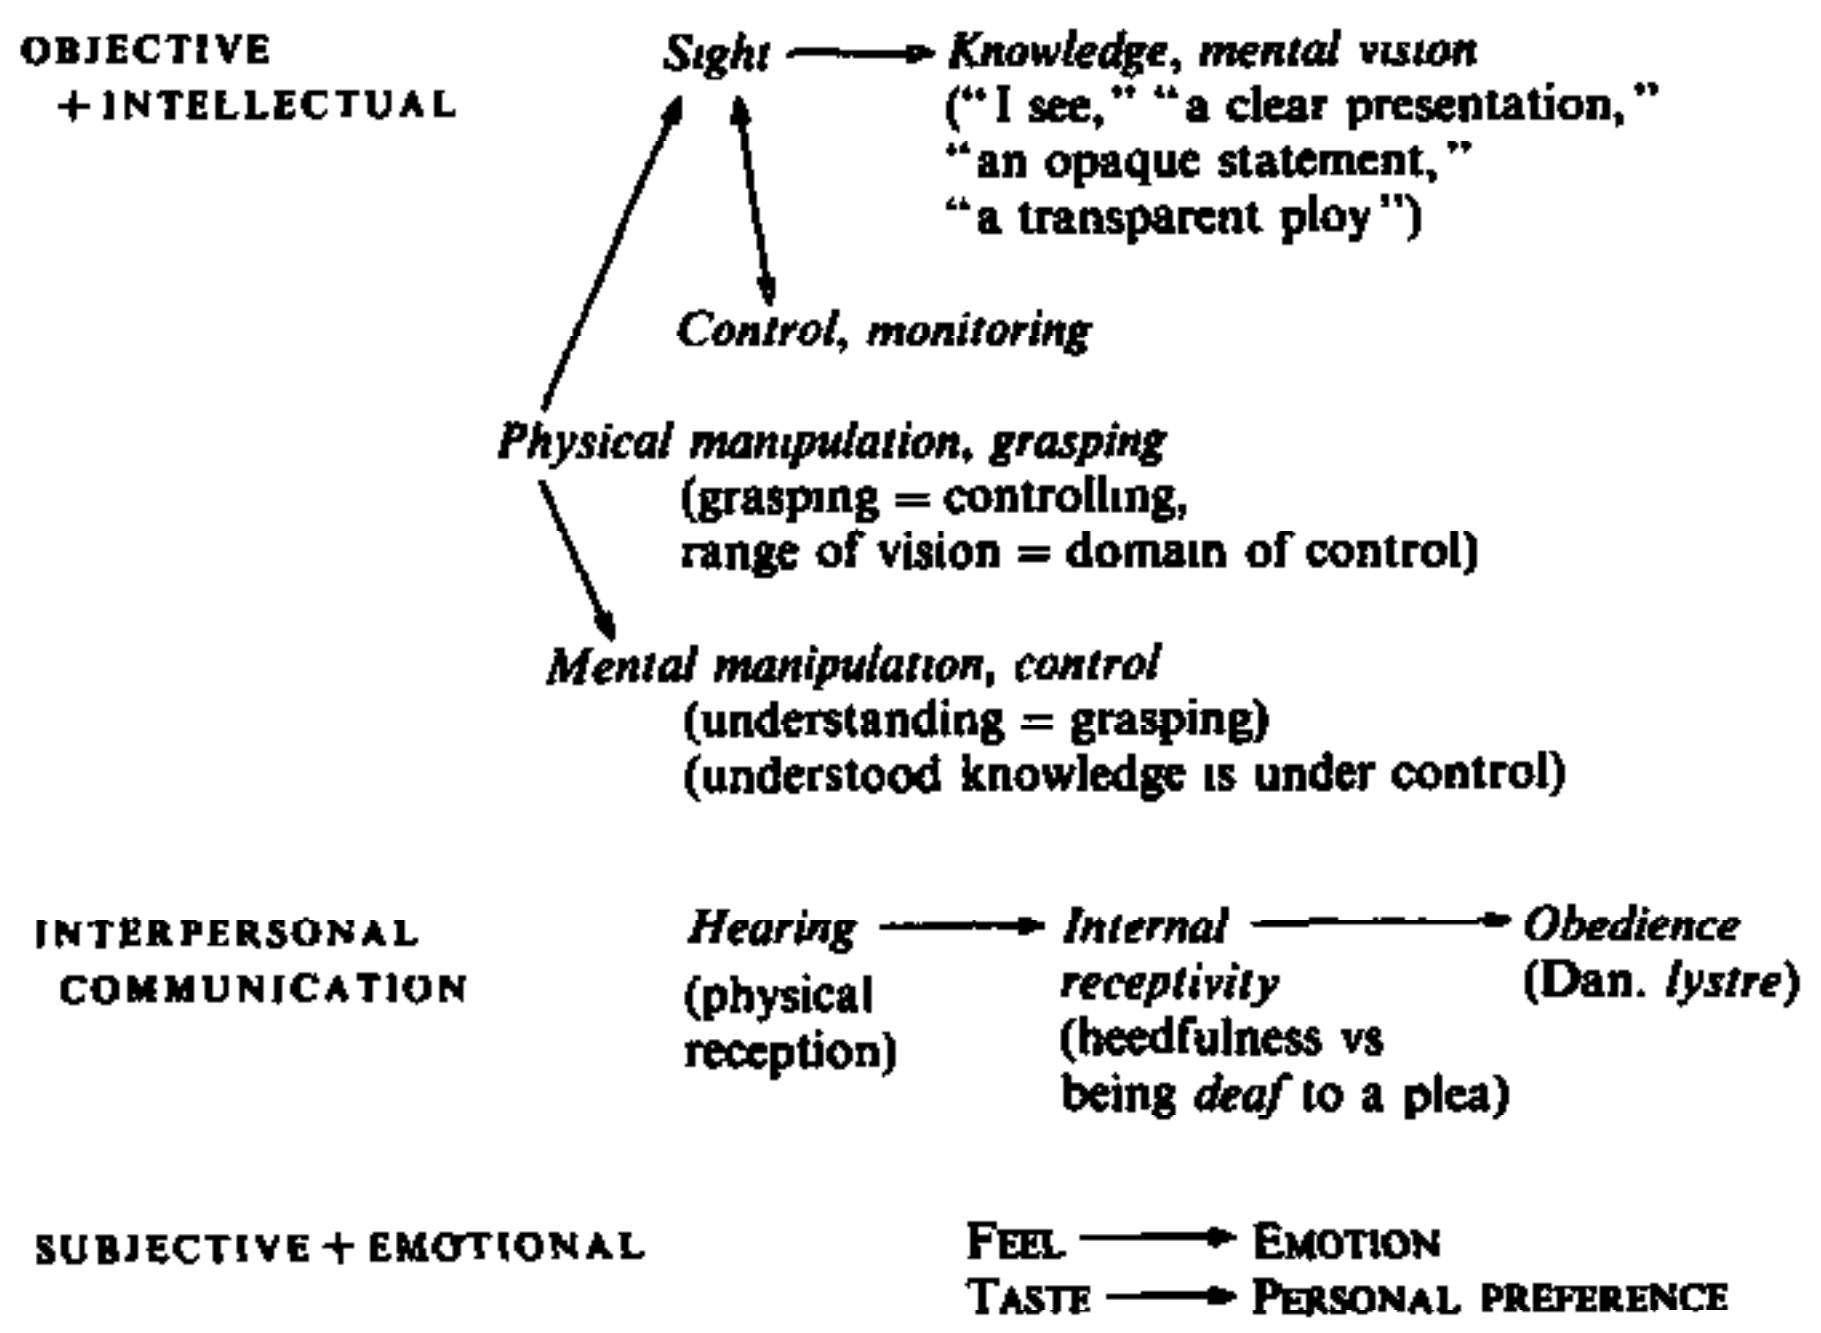 OBJECTIVE
+ INTELLECTUAL
Sight
Knowledge, mental vision
("I see," "a clear presentation,"
"an opaque statement,"
"a transparent ploy")
Control, monitoring
Physical manipulation, grasping
(grasping = controlling,
range of vision = domain of control)
Mental manipulation, control
(understanding = grasping)
(understood knowledge is under control)
INTERPERSONAL
COMMUNICATION
Hearing
(physical
reception)
Internal
receptivity
(heedfulness vs
being deaf to a plea)
Obedience
(Dan. lystre)
SUBJECTIVE + EMOTIONAL
FEEL EMOTION
TASTE PERSONAL PREFERENCE